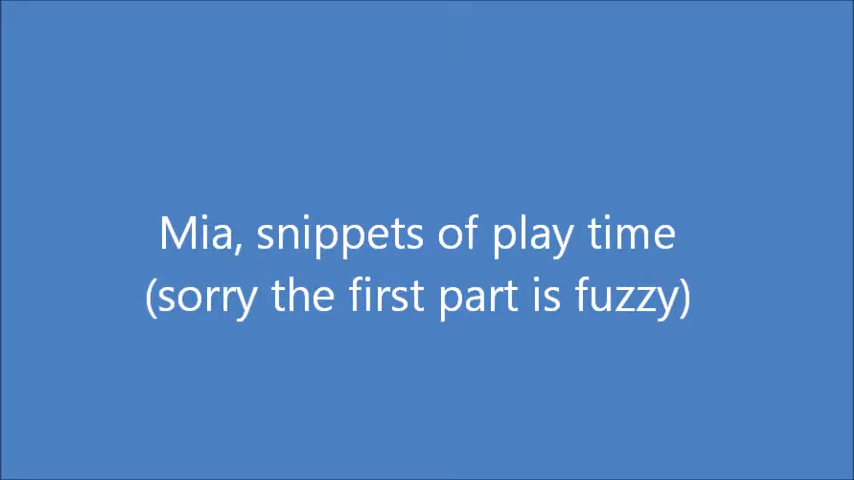 Mia, snippets of play time
(sorry the first part is fuzzy)